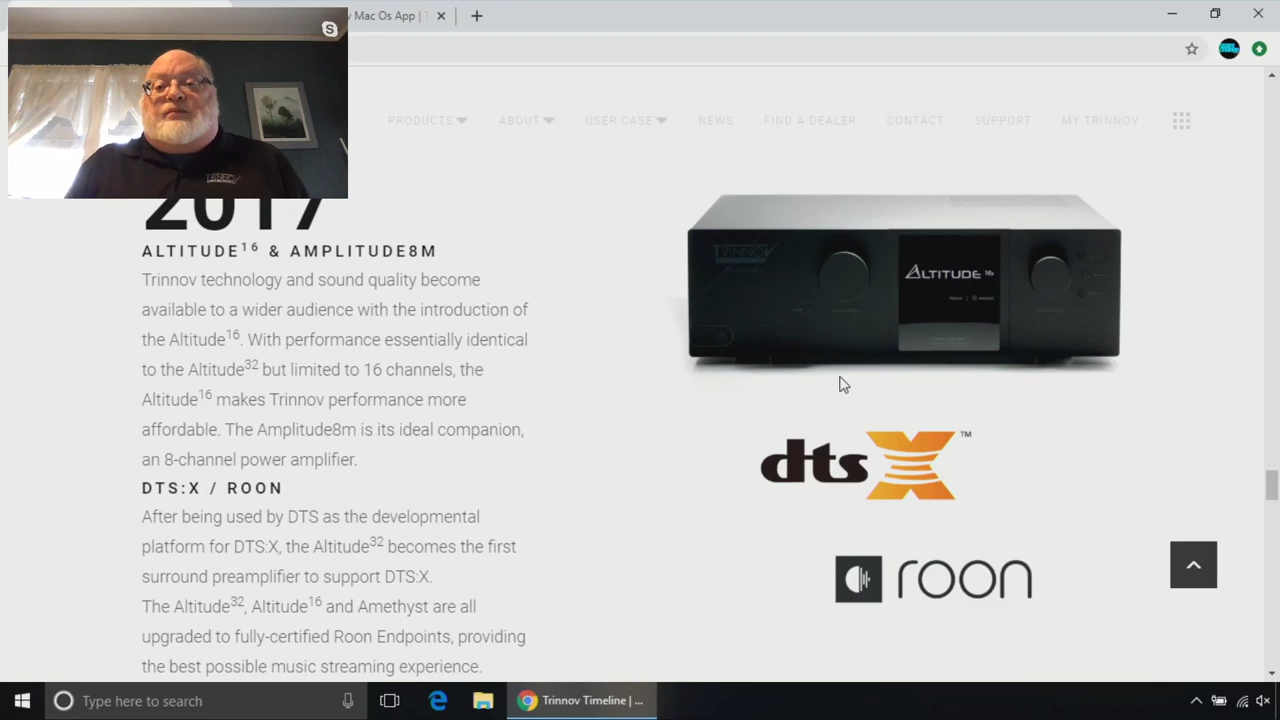 y Mac Os App | T
PRODUCTS ABOUT USER CASE NEWS FIND A DEALER CONTACT SUPPORT MY TRINNOV
TRINNOV
2017
ALTITUDE16 & AMPLITUDE8M
Trinnov technology and sound quality become
available to a wider audience with the introduction of
the Altitude16. With performance essentially identical
to the Altitude32 but limited to 16 channels, the
Altitude16 makes Trinnov performance more
affordable. The Amplitude8m is its ideal companion,
an 8-channel power amplifier.
TRINNOV
ALTITUDE 16
DTS:X / ROON
After being used by DTS as the developmental
platform for DTS:X, the Altitude32 becomes the first
surround preamplifier to support DTS:X.
The Altitude32, Altitude16 and Amethyst are all
upgraded to fully-certified Roon Endpoints, providing
the best possible music streaming experience.
dts X ™
roon
Type here to search
Trinnov Timeline | ...